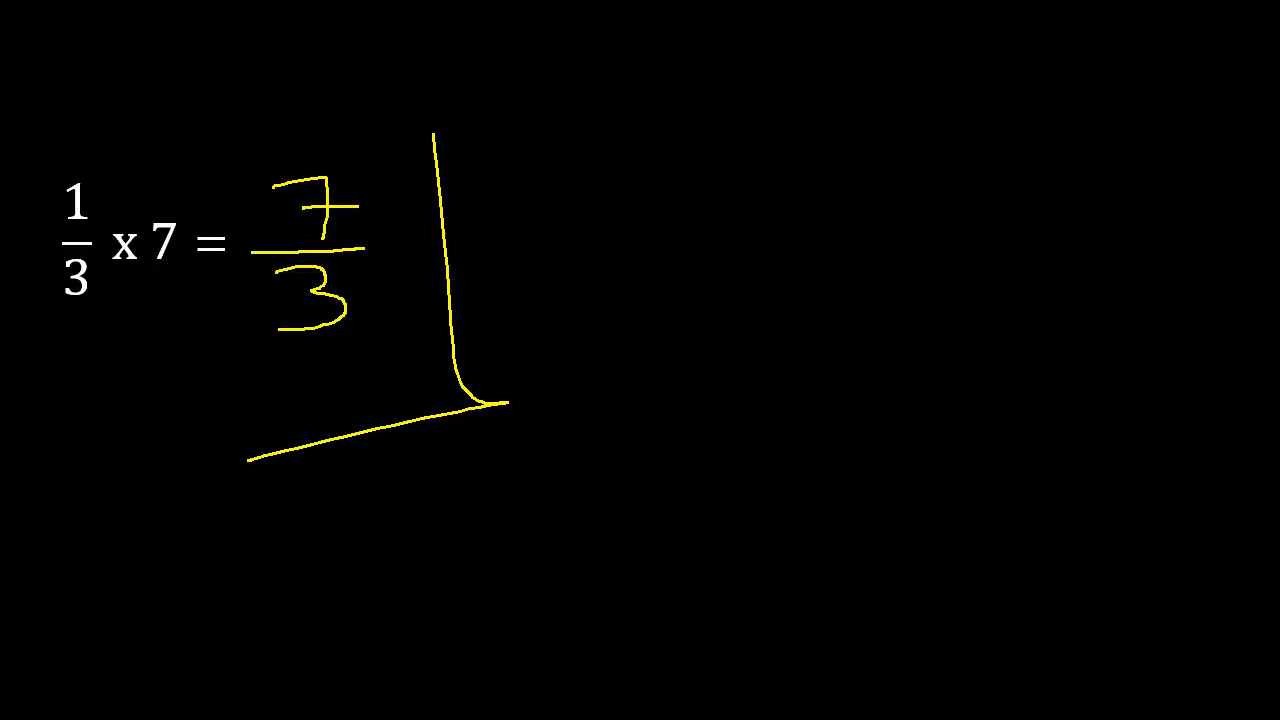 1/3 x 7 = 7/3